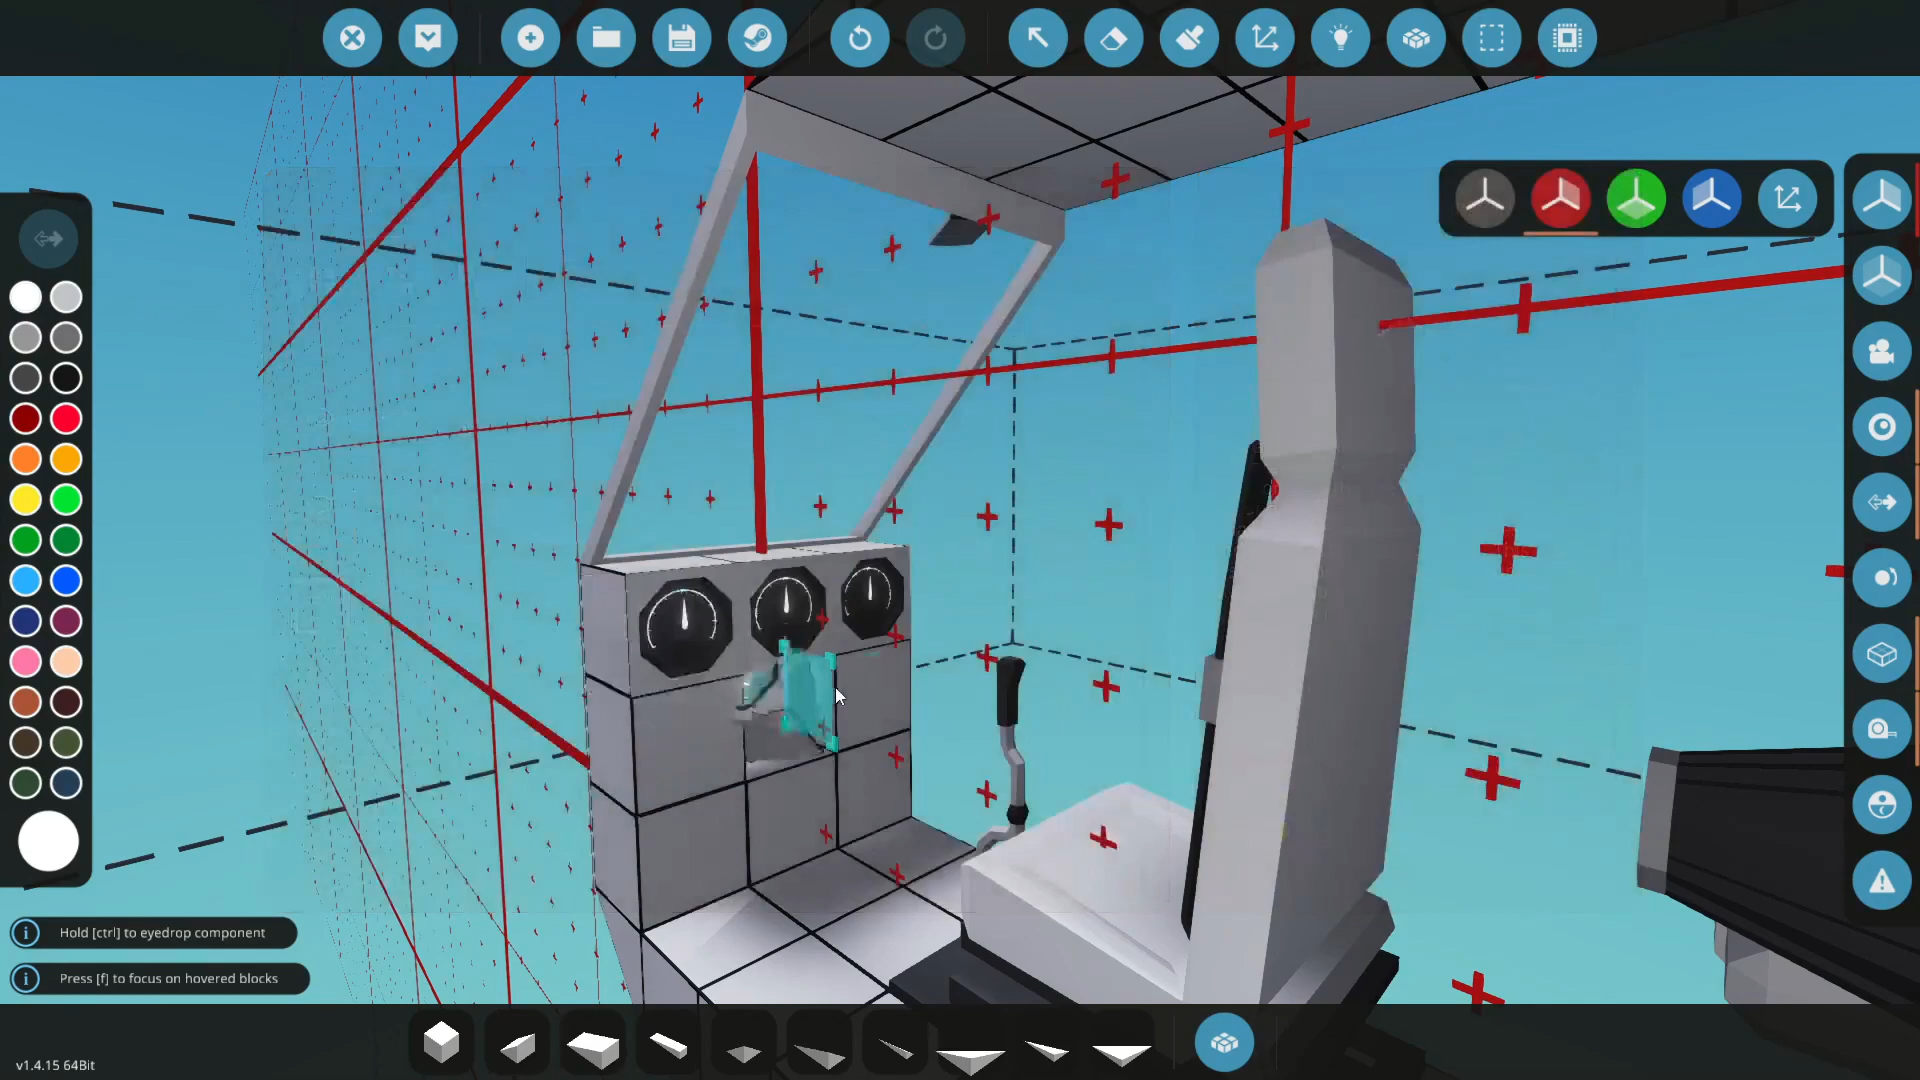 Hold [ctrl] to eyedrop component
Press [f] to focus on hovered blocks
v1.4.15 64Bit